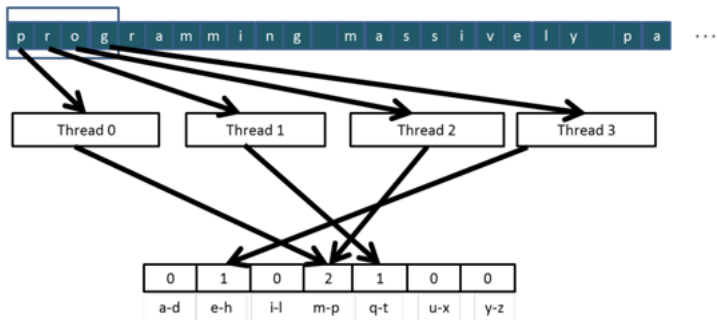 p r o g r a m m i n g m a s s i v e l y p a ...
Thread 0 Thread 1 Thread 2 Thread 3
0 1 0 2 1 0 0
a-d e-h i-l m-p q-t u-x y-z